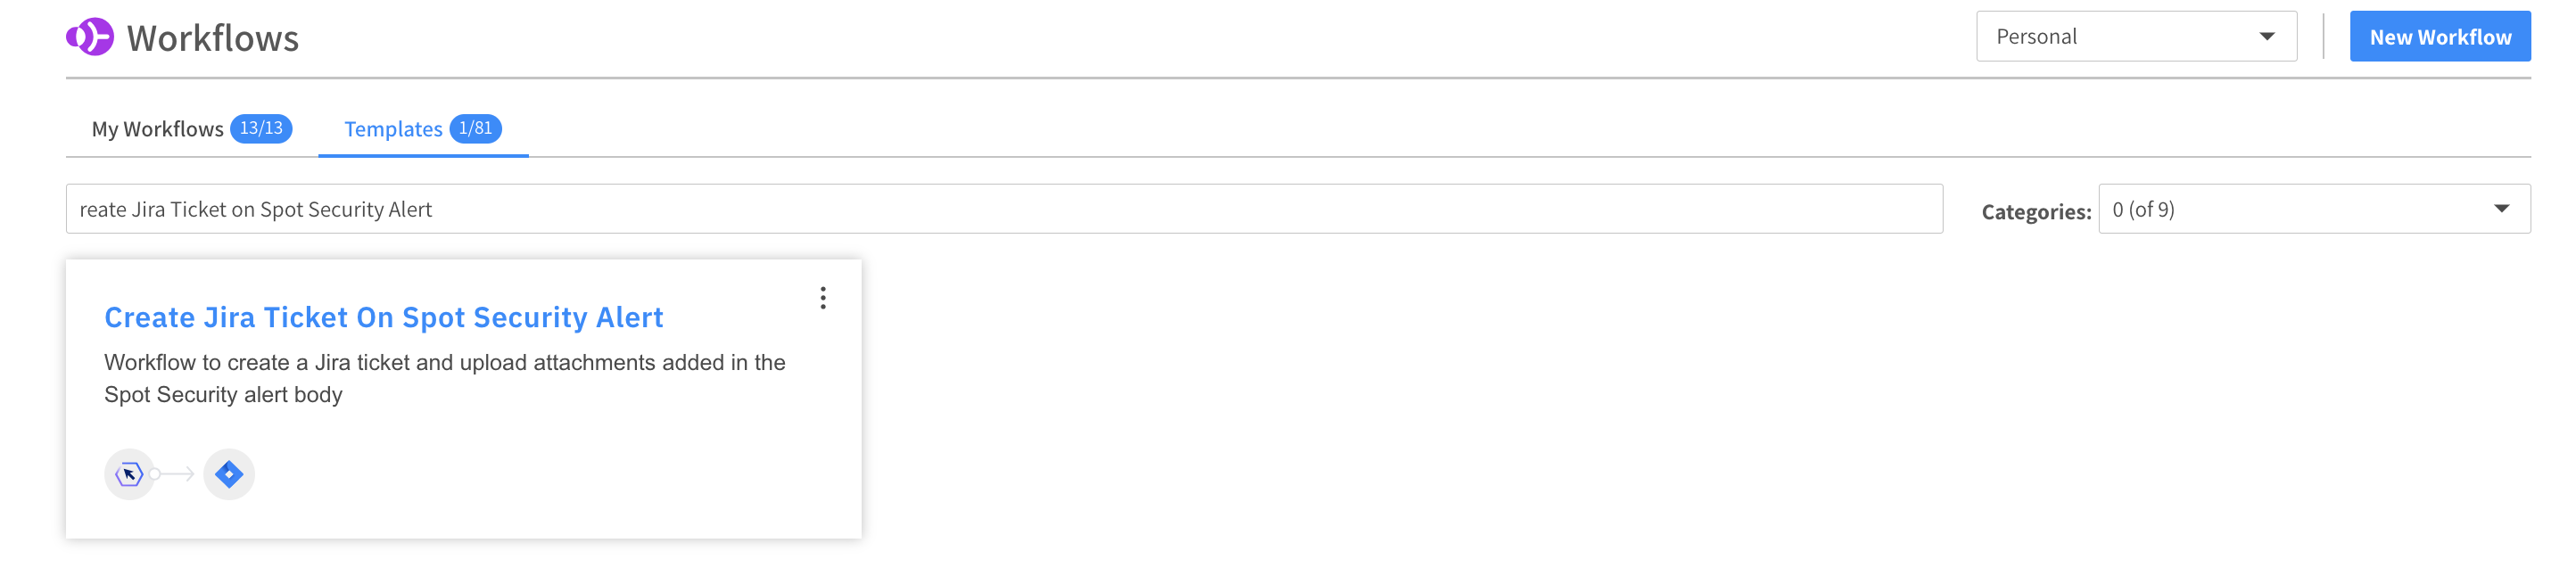 Workflows
Personal
New Workflow
My Workflows 13/13
Templates 1/81
reate Jira Ticket on Spot Security Alert
Categories: 0 (of 9)
Create Jira Ticket On Spot Security Alert
Workflow to create a Jira ticket and upload attachments added in the
Spot Security alert body